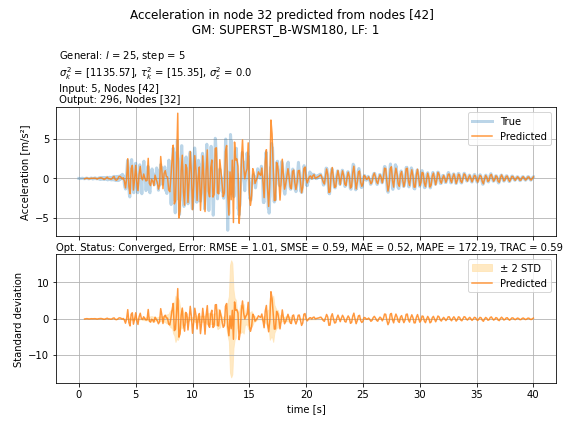 Acceleration in node 32 predicted from nodes [42]
GM: SUPERST_B-WSM180, LF: 1
General: l = 25, step = 5
σ²ₖ = [1135.57], τ²ₖ = [15.35], σ²ε = 0.0
Input: 5, Nodes [42]
Output: 296, Nodes [32]
Acceleration [m/s²]
5
0
−5
True
Predicted
Opt. Status: Converged, Error: RMSE = 1.01, SMSE = 0.59, MAE = 0.52, MAPE = 172.19, TRAC = 0.59
Standard deviation
10
0
−10
± 2 STD
Predicted
0 5 10 15 20 25 30 35 40
time [s]